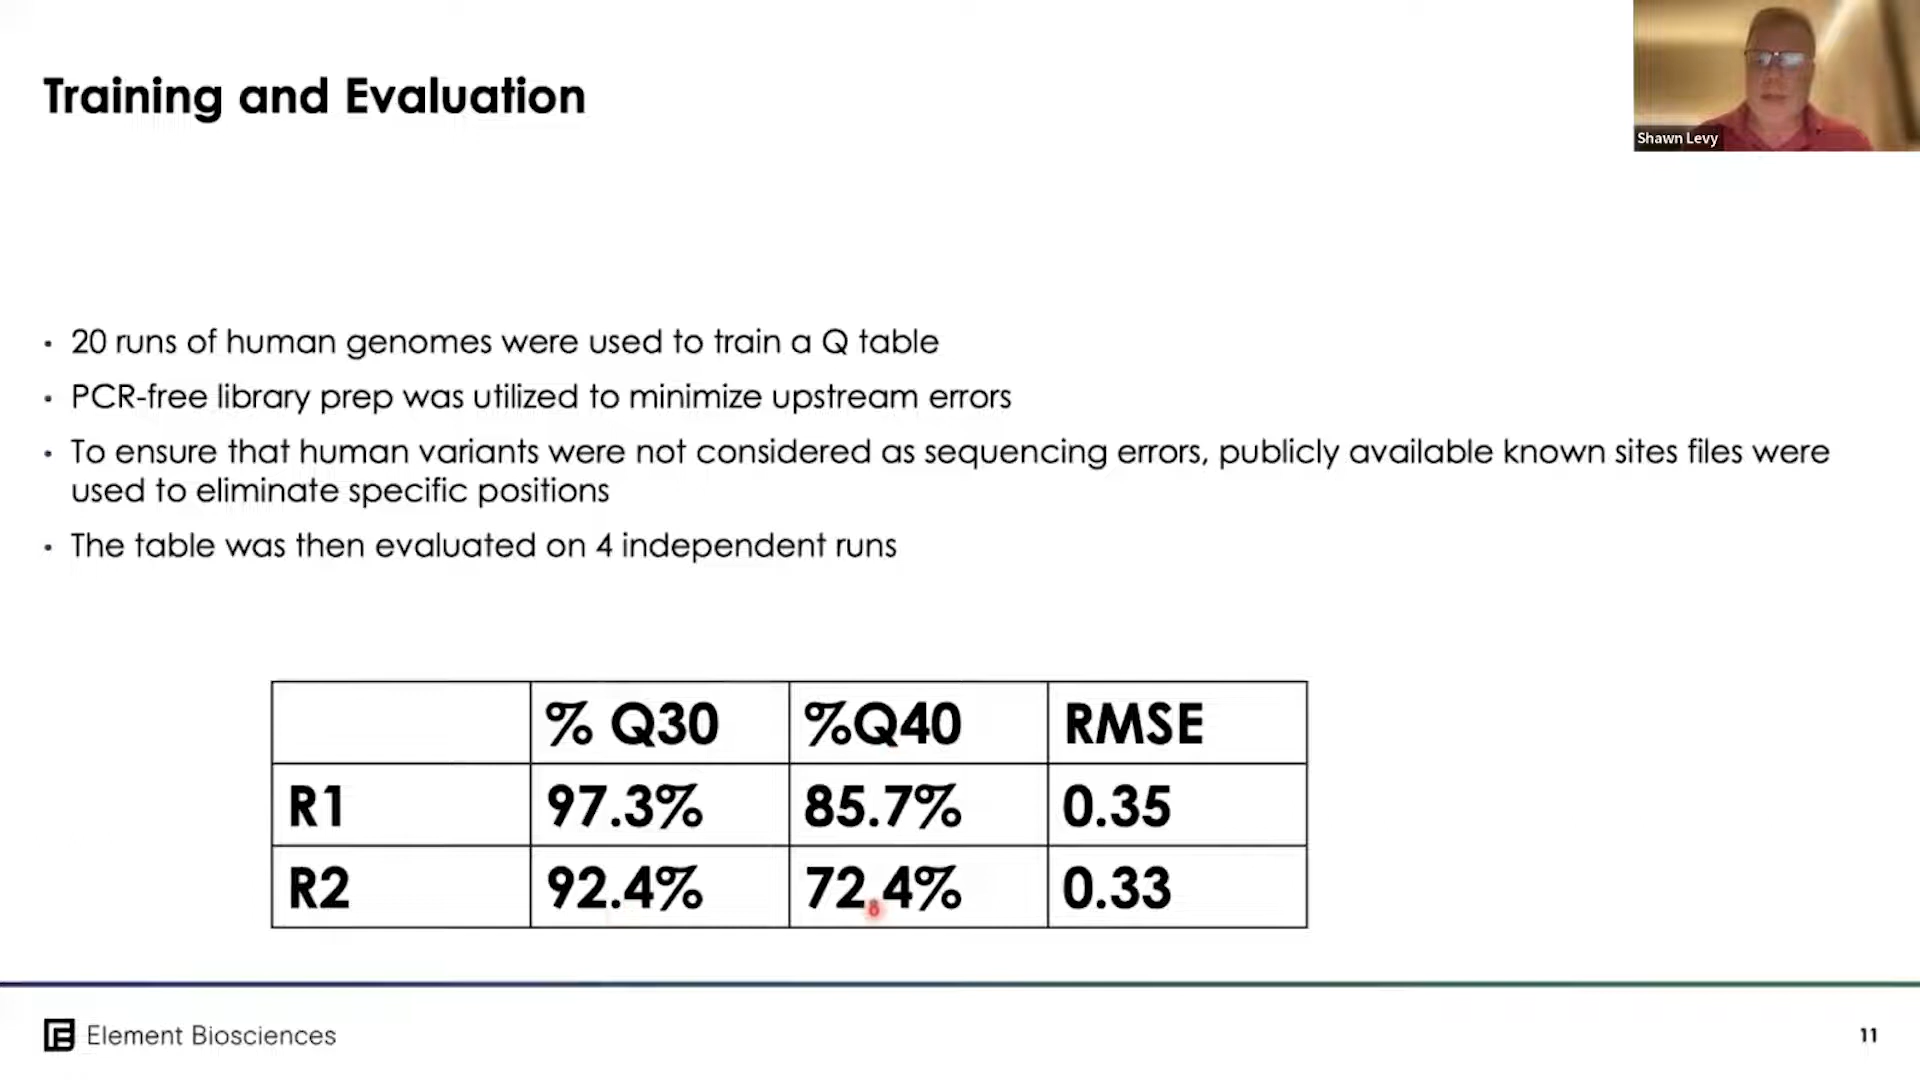 Training and Evaluation
Shawn Levy
• 20 runs of human genomes were used to train a Q table
• PCR-free library prep was utilized to minimize upstream errors
• To ensure that human variants were not considered as sequencing errors, publicly available known sites files were
used to eliminate specific positions
• The table was then evaluated on 4 independent runs
% Q30 %Q40 RMSE
R1 97.3% 85.7% 0.35
R2 92.4% 72.4% 0.33
Element Biosciences
11